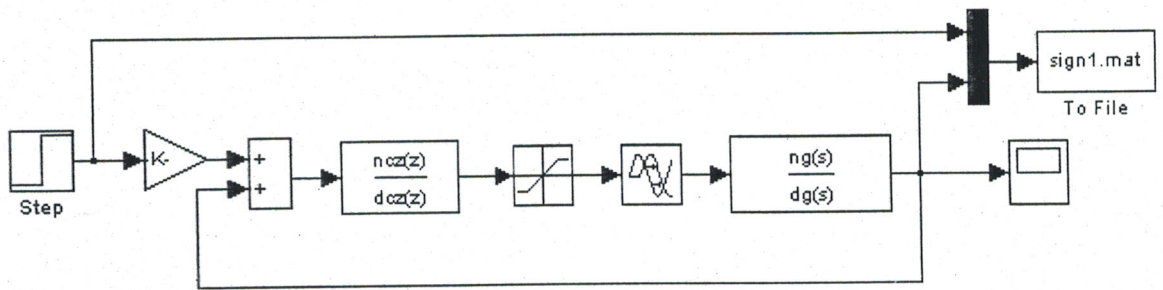 sign1.mat
To File
Step
K-
+
+
ncz(z)
dcz(z)
ng(s)
dg(s)